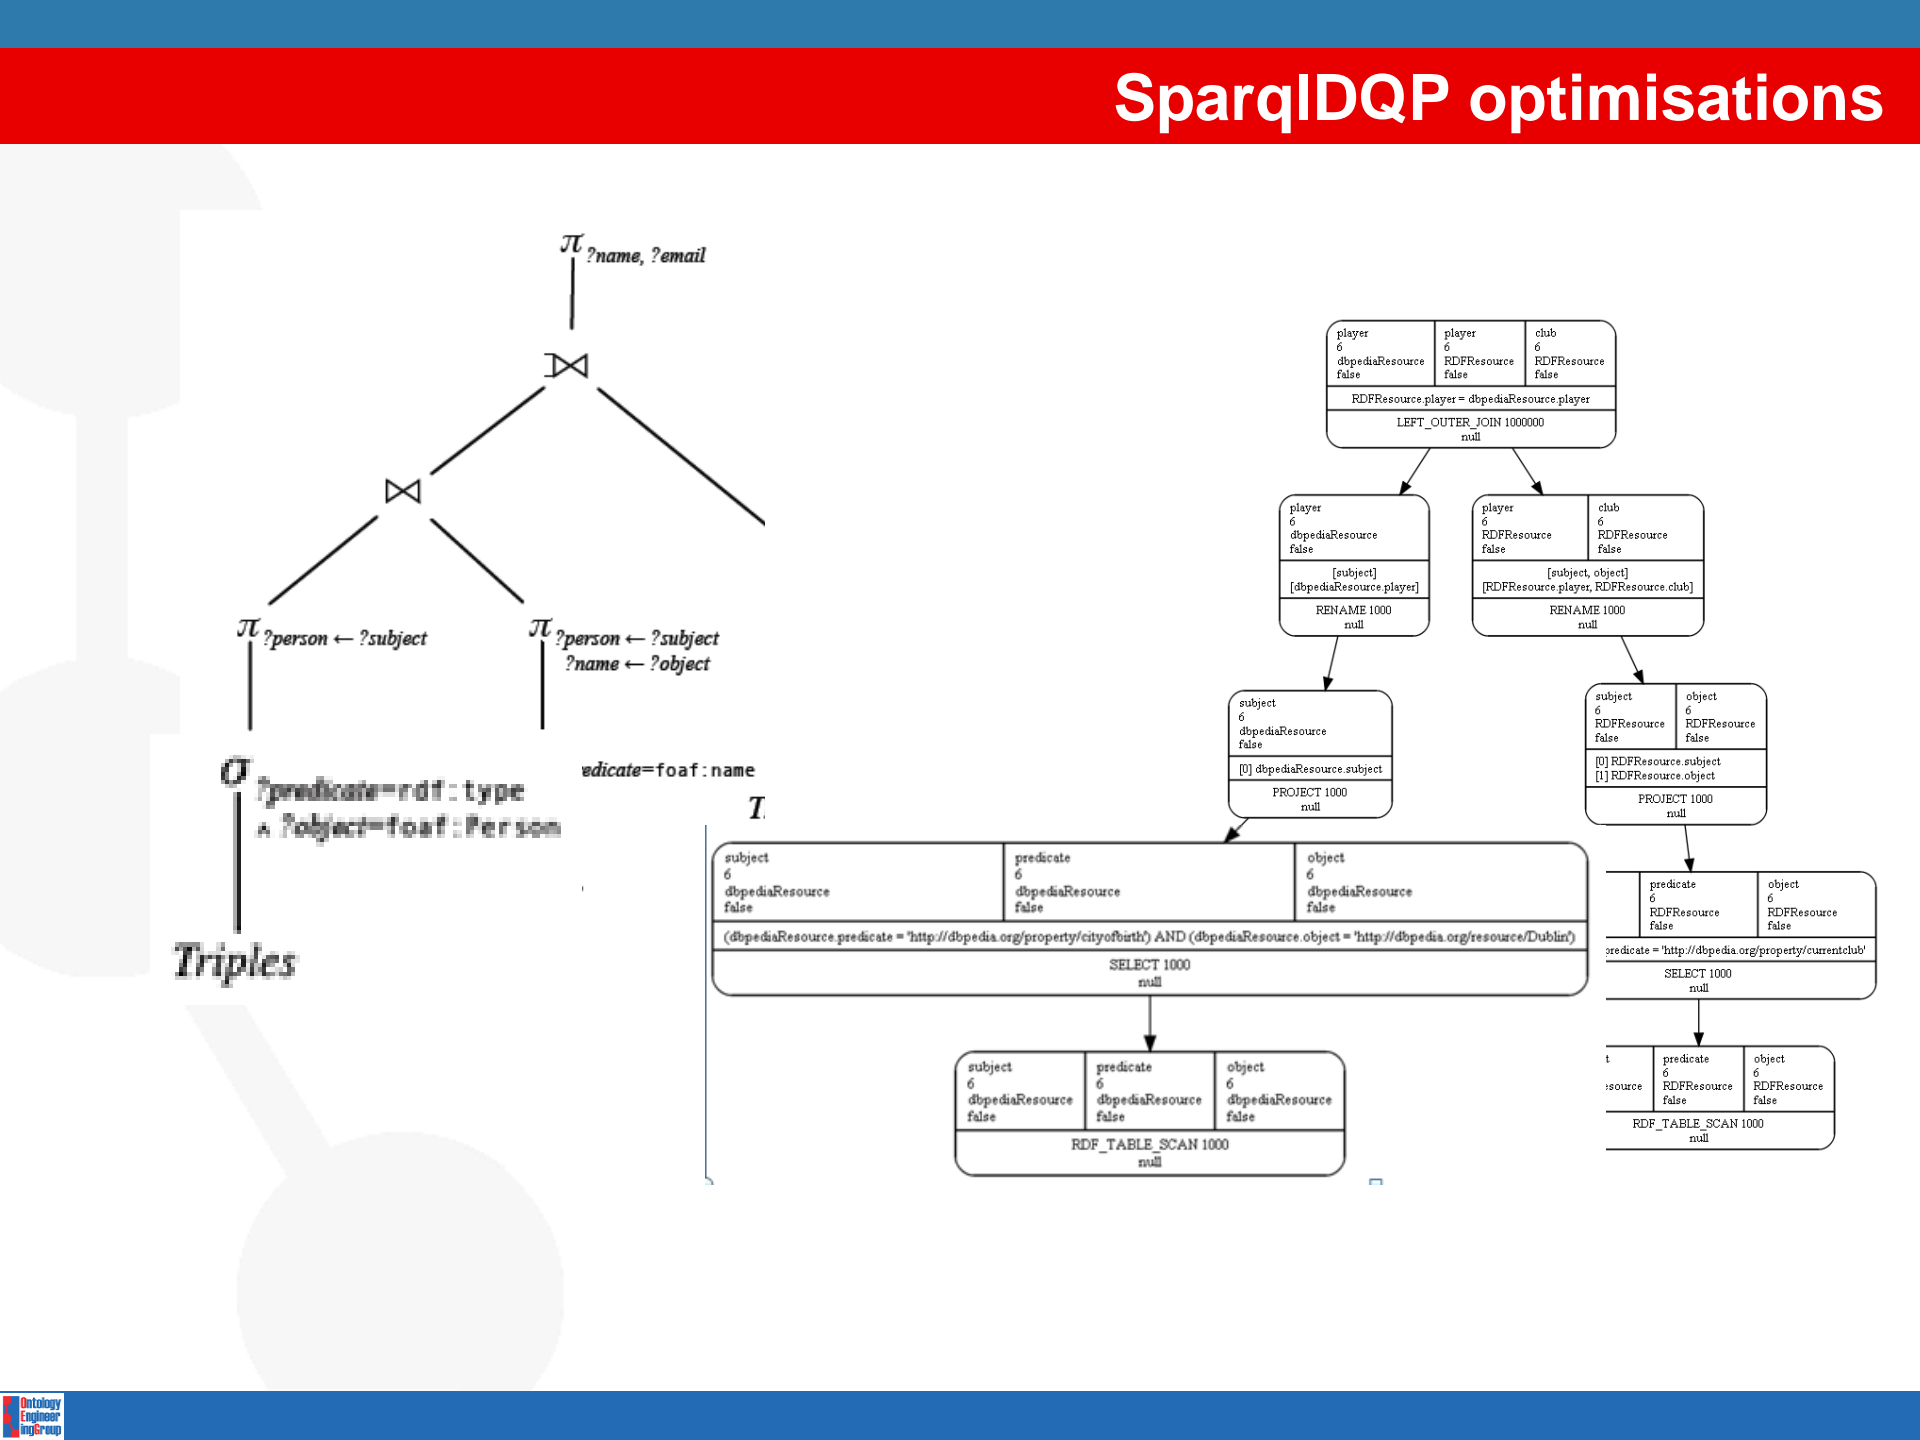 SparqlDQP optimisations
π ?name, ?email
⟕
⋈
π ?person ← ?subject
π ?person ← ?subject
?name ← ?object
σ ?predicate=rdf:type
∧ ?object=foaf:Person
Triples
edicate=foaf:name
player player club
6 6 6
dbpediaResource RDFResource RDFResource
false false false
RDFResource.player = dbpediaResource.player
LEFT_OUTER_JOIN 1000000
null
player
6
dbpediaResource
false
[subject]
[dbpediaResource.player]
RENAME 1000
null
player club
6 6
RDFResource RDFResource
false false
[subject, object]
[RDFResource.player, RDFResource.club]
RENAME 1000
null
subject
6
dbpediaResource
false
[0] dbpediaResource.subject
PROJECT 1000
null
subject object
6 6
RDFResource RDFResource
false false
[0] RDFResource.subject
[1] RDFResource.object
PROJECT 1000
null
subject predicate object
6 6 6
dbpediaResource dbpediaResource dbpediaResource
false false false
(dbpediaResource.predicate = 'http://dbpedia.org/property/cityofbirth') AND (dbpediaResource.object = 'http://dbpedia.org/resource/Dublin')
SELECT 1000
null
predicate object
6 6
RDFResource RDFResource
false false
predicate = 'http://dbpedia.org/property/currentclub'
SELECT 1000
null
subject predicate object
6 6 6
dbpediaResource dbpediaResource dbpediaResource
false false false
RDF_TABLE_SCAN 1000
null
t predicate object
6 6
esource RDFResource RDFResource
false false
RDF_TABLE_SCAN 1000
null
Ontology
Engineer
ingGroup